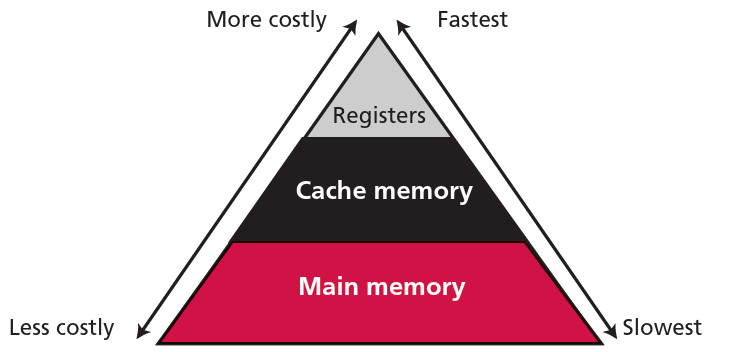 More costly
Fastest
Registers
Cache memory
Main memory
Less costly
Slowest